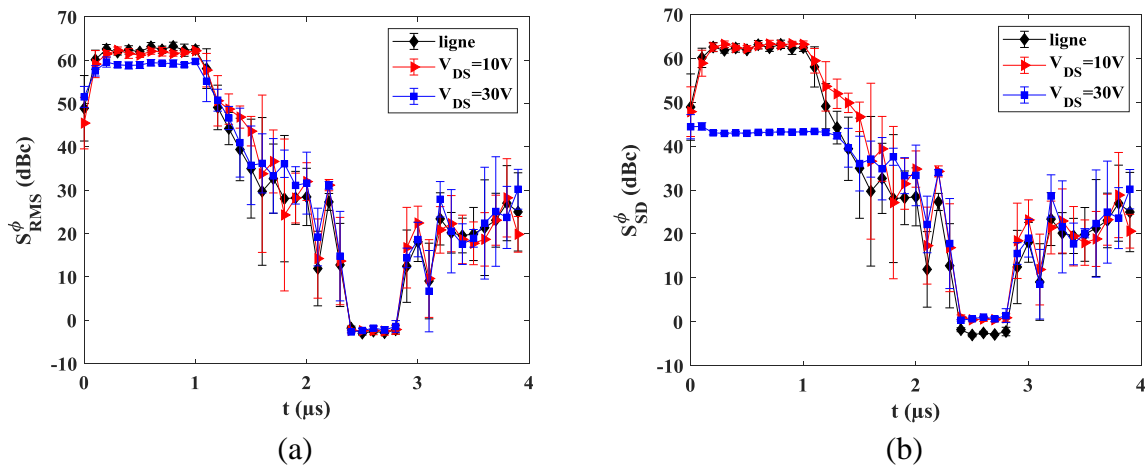 70
60
50
40
30
20
10
0
-10
S^ϕ_RMS (dBc)
0 1 2 3 4
t (µs)
ligne
V_DS=10V
V_DS=30V
(a)
70
60
50
40
30
20
10
0
-10
S^ϕ_SD (dBc)
0 1 2 3 4
t (µs)
ligne
V_DS=10V
V_DS=30V
(b)